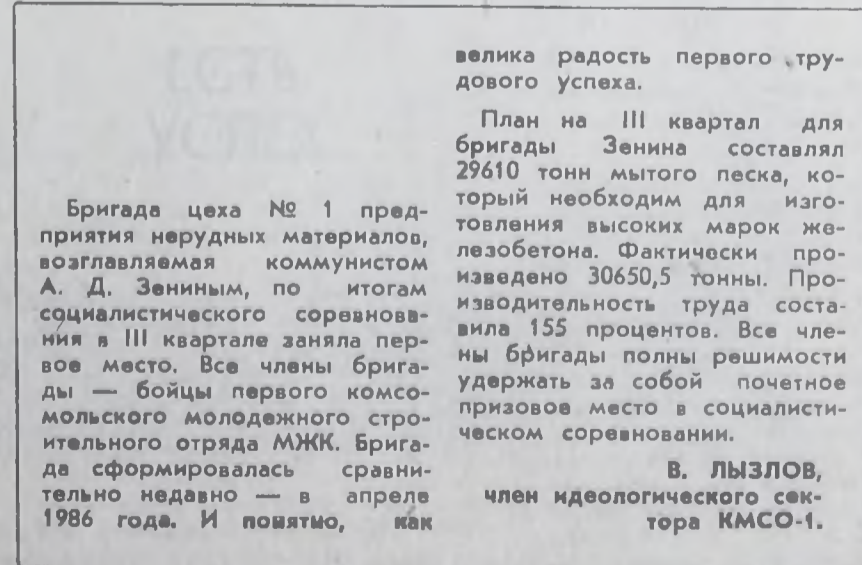 Бригада цеха № 1 пред-
приятия нерудных материалов,
возглавляемая коммунистом
А. Д. Зениным, по итогам
социалистического соревнова-
ния в III квартале заняла пер-
вое место. Все члены брига-
ды — бойцы первого комсо-
мольского молодежного стро-
ительного отряда МЖК. Брига-
да сформировалась сравни-
тельно недавно — в апреле
1986 года. И понятно, как
велика радость первого тру-
дового успеха.
План на III квартал для
бригады Зенина составлял
29610 тонн мытого песка, ко-
торый необходим для изго-
товления высоких марок же-
лезобетона. Фактически про-
изведено 30650,5 тонны. Про-
изводительность труда соста-
вила 155 процентов. Все чле-
ны бригады полны решимости
удержать за собой почетное
призовое место в социалисти-
ческом соревновании.
В. ЛЫЗЛОВ,
член идеологического сек-
тора КМСО-1.